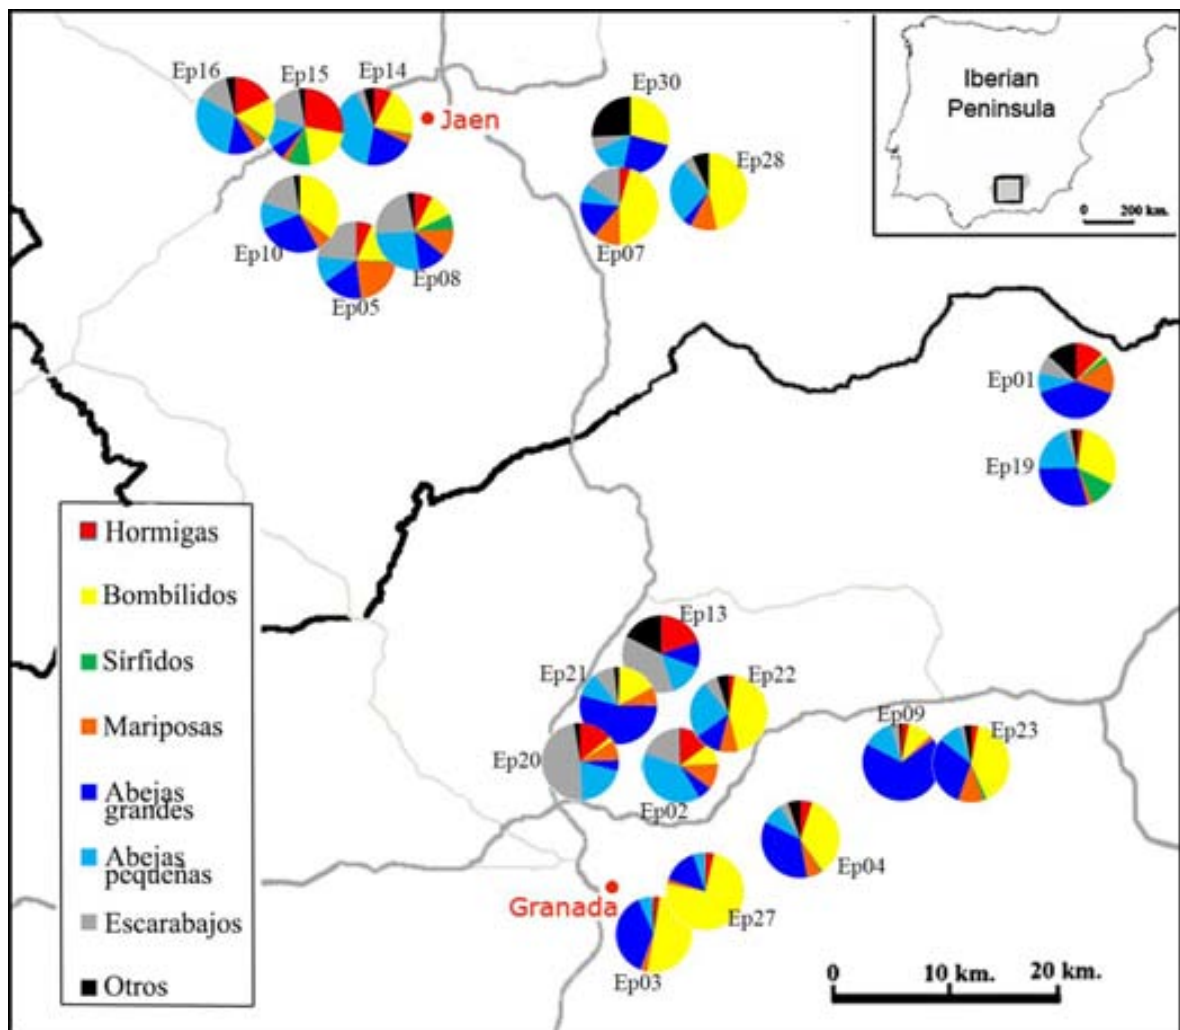 Ep16
Ep15
Ep14
Jaen
Ep30
Ep28
Iberian
Peninsula
0 200 km.
Ep10
Ep05
Ep08
Ep07
Ep01
Ep19
Hormigas
Bombílidos
Sírfidos
Mariposas
Abejas
grandes
Abejas
pequeñas
Escarabajos
Otros
Ep13
Ep21
Ep22
Ep20
Ep02
Ep09
Ep23
Ep04
Granada
Ep27
Ep03
0 10 km. 20 km.